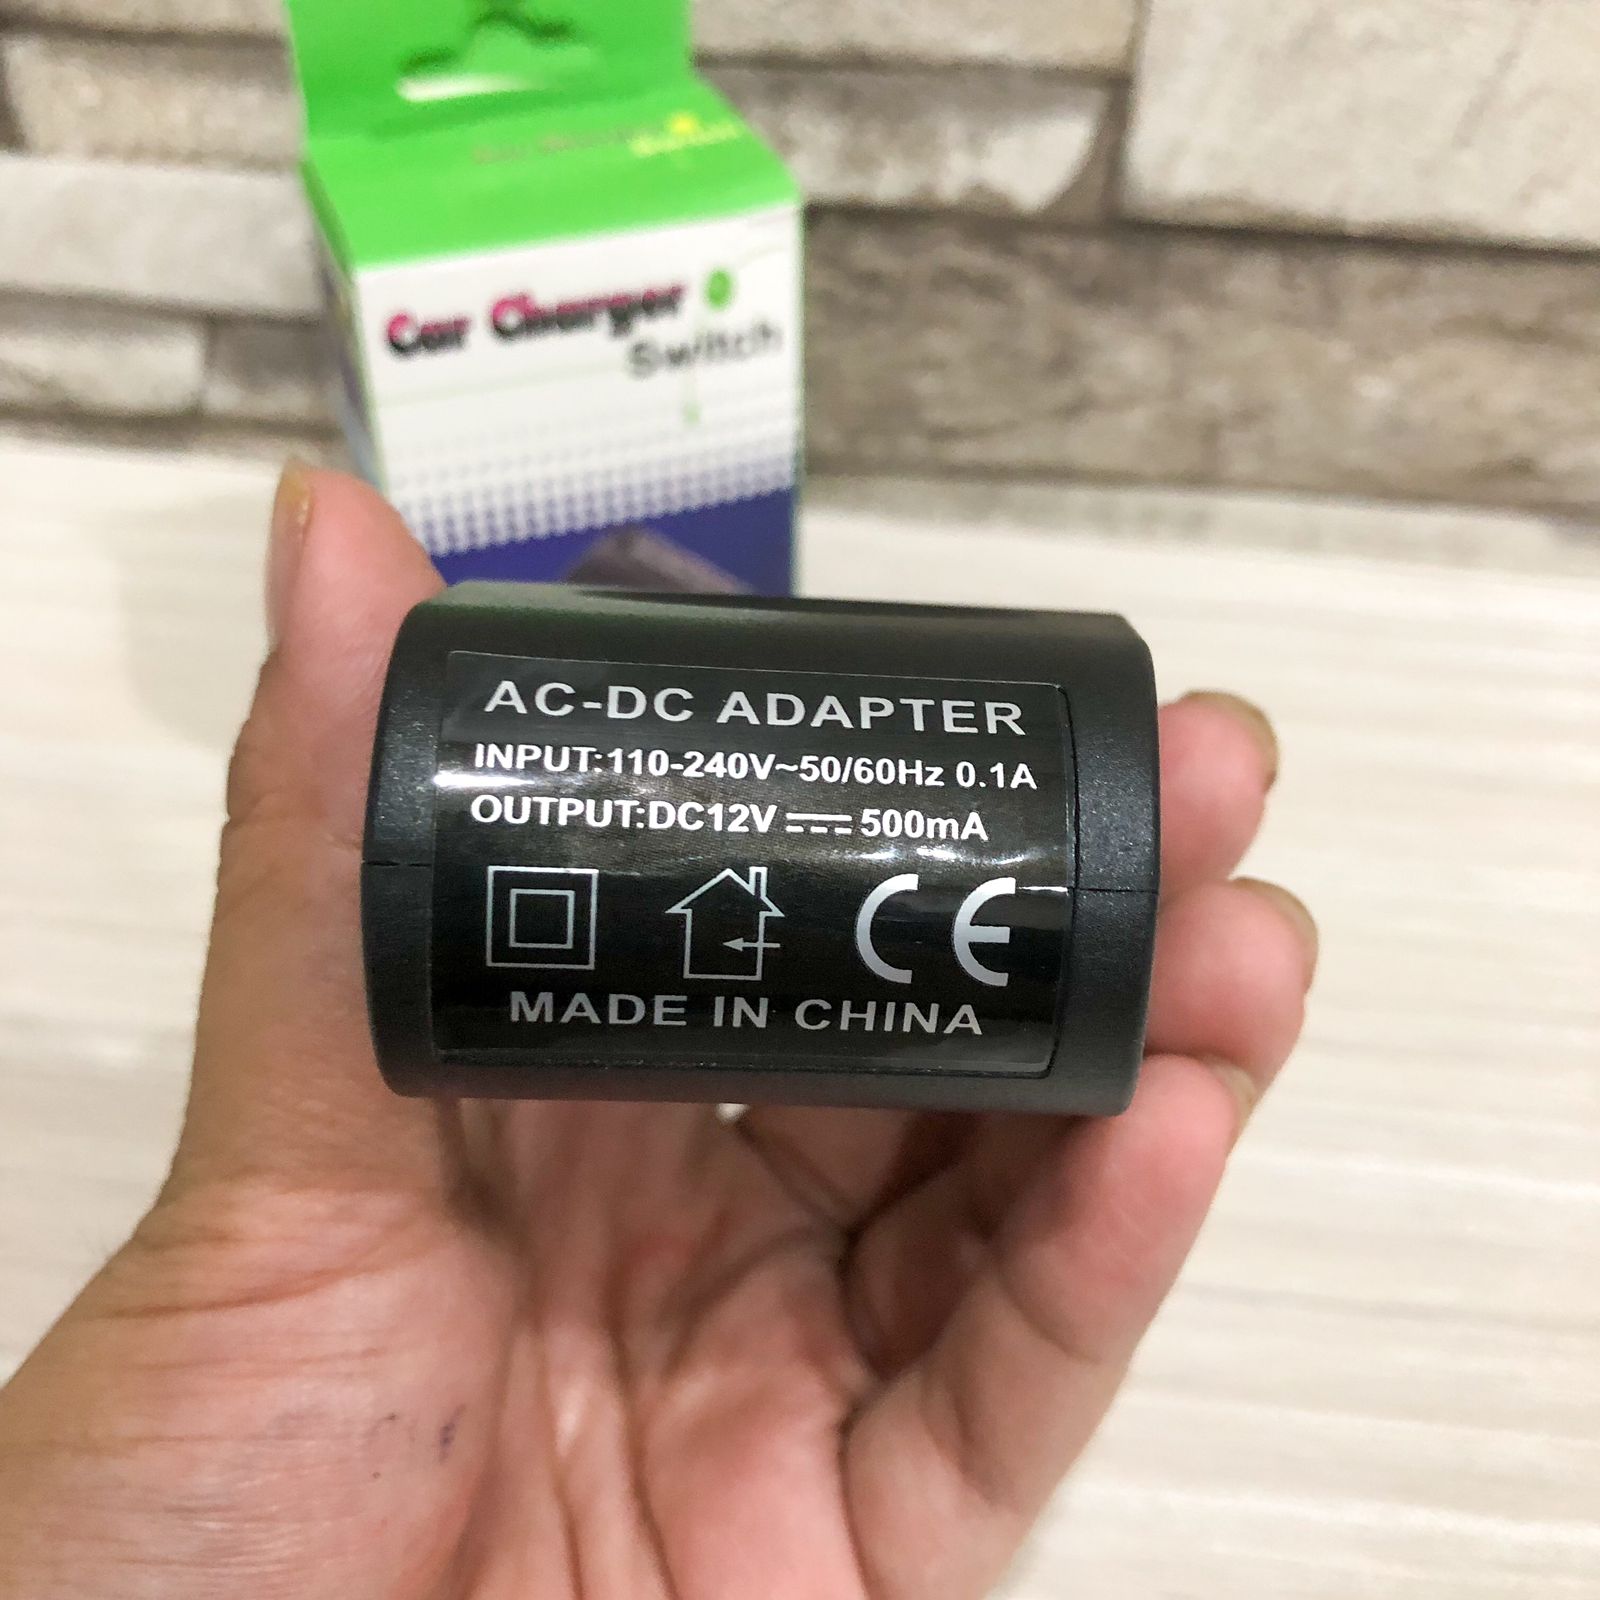 Car Charger
Switch
AC-DC ADAPTER
INPUT:110-240V~50/60Hz 0.1A
OUTPUT:DC12V⎓500mA
CE
MADE IN CHINA